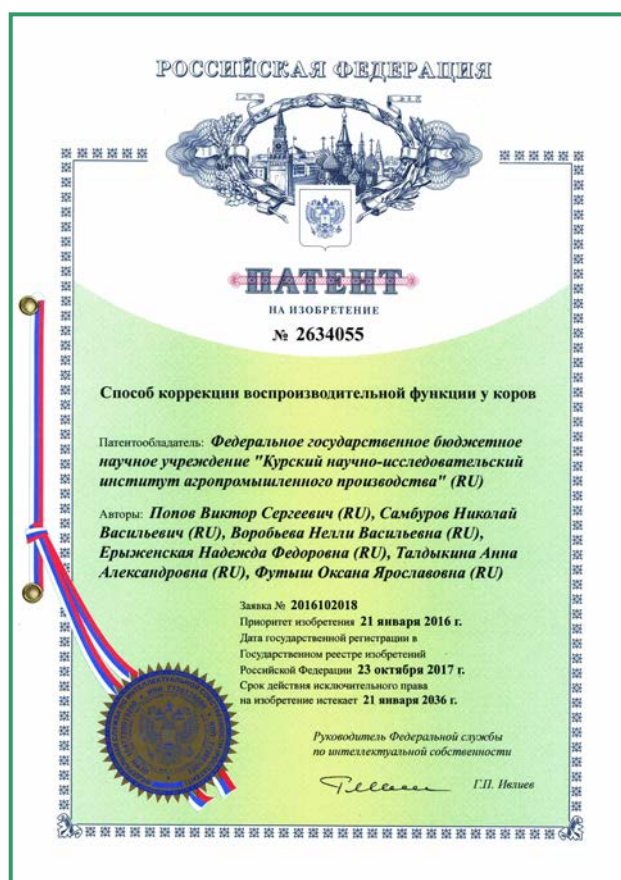 РОССИЙСКАЯ ФЕДЕРАЦИЯ
ПАТЕНТ
НА ИЗОБРЕТЕНИЕ
№ 2634055
Способ коррекции воспроизводительной функции у коров
Патентообладатель: Федеральное государственное бюджетное
научное учреждение "Курский научно-исследовательский
институт агропромышленного производства" (RU)
Авторы: Попов Виктор Сергеевич (RU), Самбуров Николай
Васильевич (RU), Воробьева Нелли Васильевна (RU),
Ерыженская Надежда Федоровна (RU), Талдыкина Анна
Александровна (RU), Футыш Оксана Ярославовна (RU)
Заявка № 2016102018
Приоритет изобретения 21 января 2016 г.
Дата государственной регистрации в
Государственном реестре изобретений
Российской Федерации 23 октября 2017 г.
Срок действия исключительного права
на изобретение истекает 21 января 2036 г.
Руководитель Федеральной службы
по интеллектуальной собственности
Г.П. Ивлиев